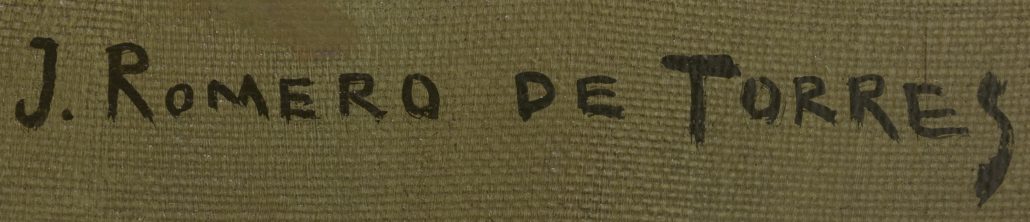 J. ROMERO DE TORRES